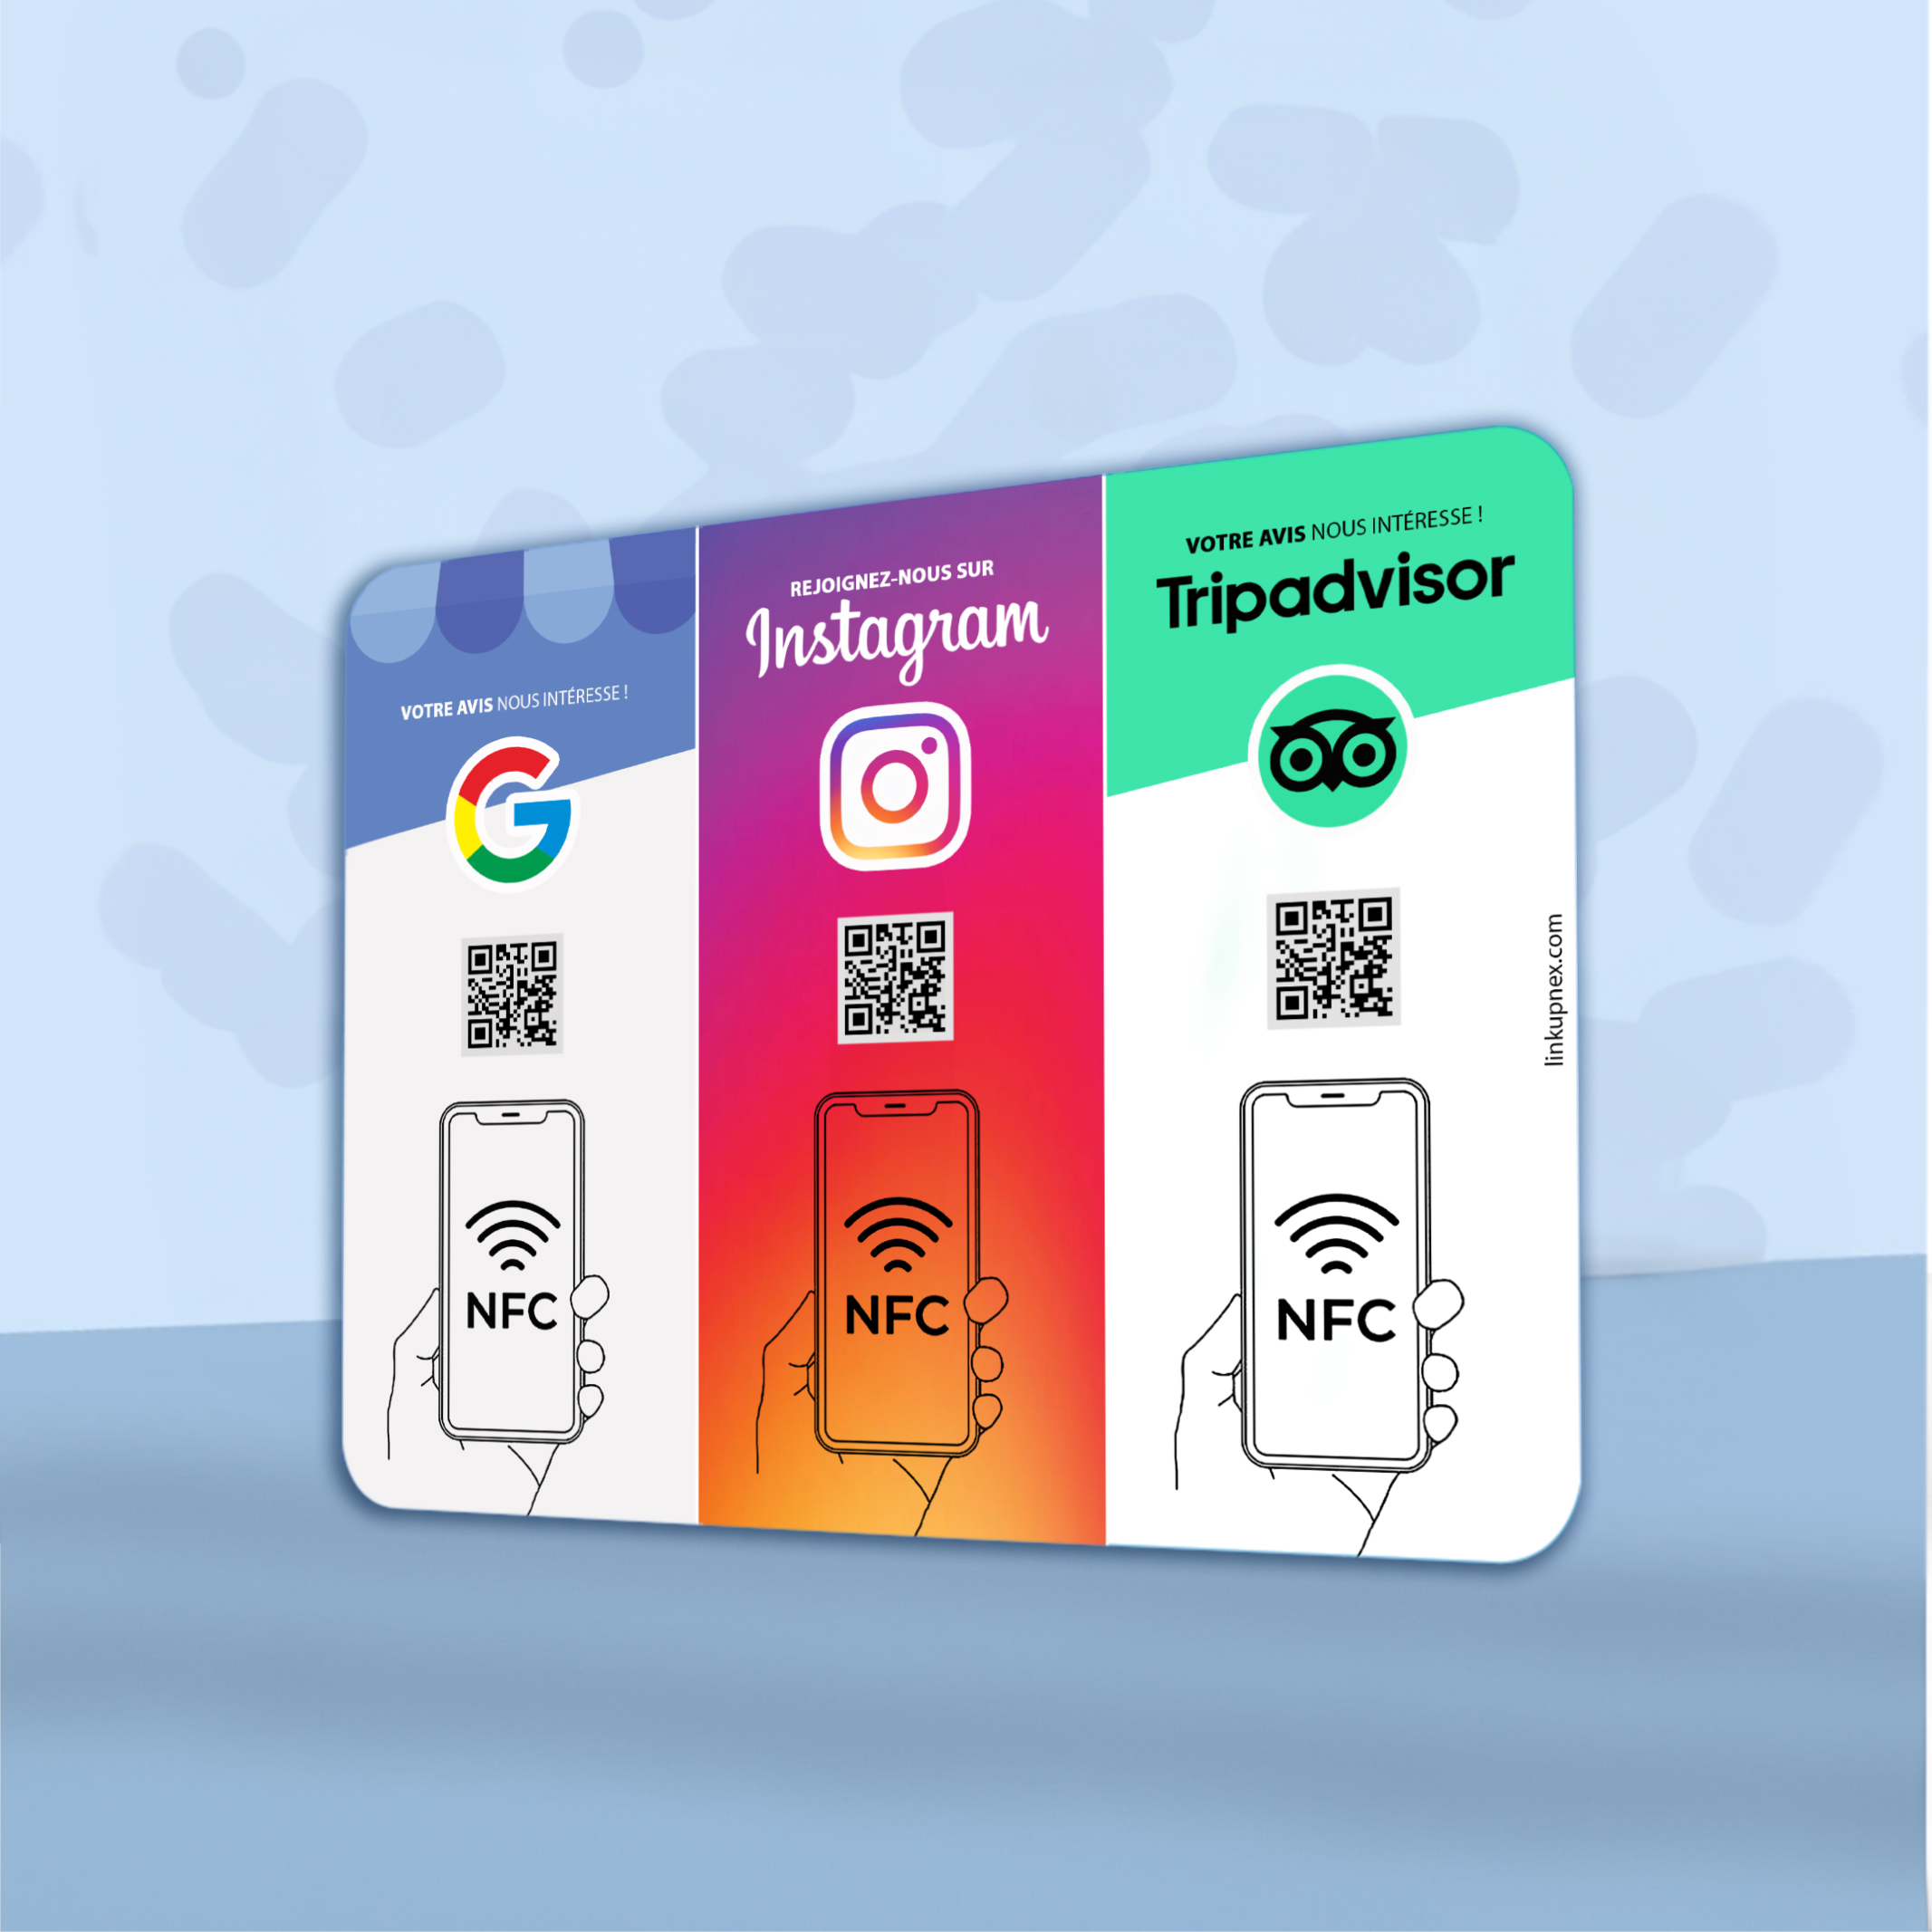 VOTRE AVIS NOUS INTÉRESSE !
G
NFC
REJOIGNEZ-NOUS SUR
Instagram
NFC
VOTRE AVIS NOUS INTÉRESSE !
Tripadvisor
NFC
linkupnex.com